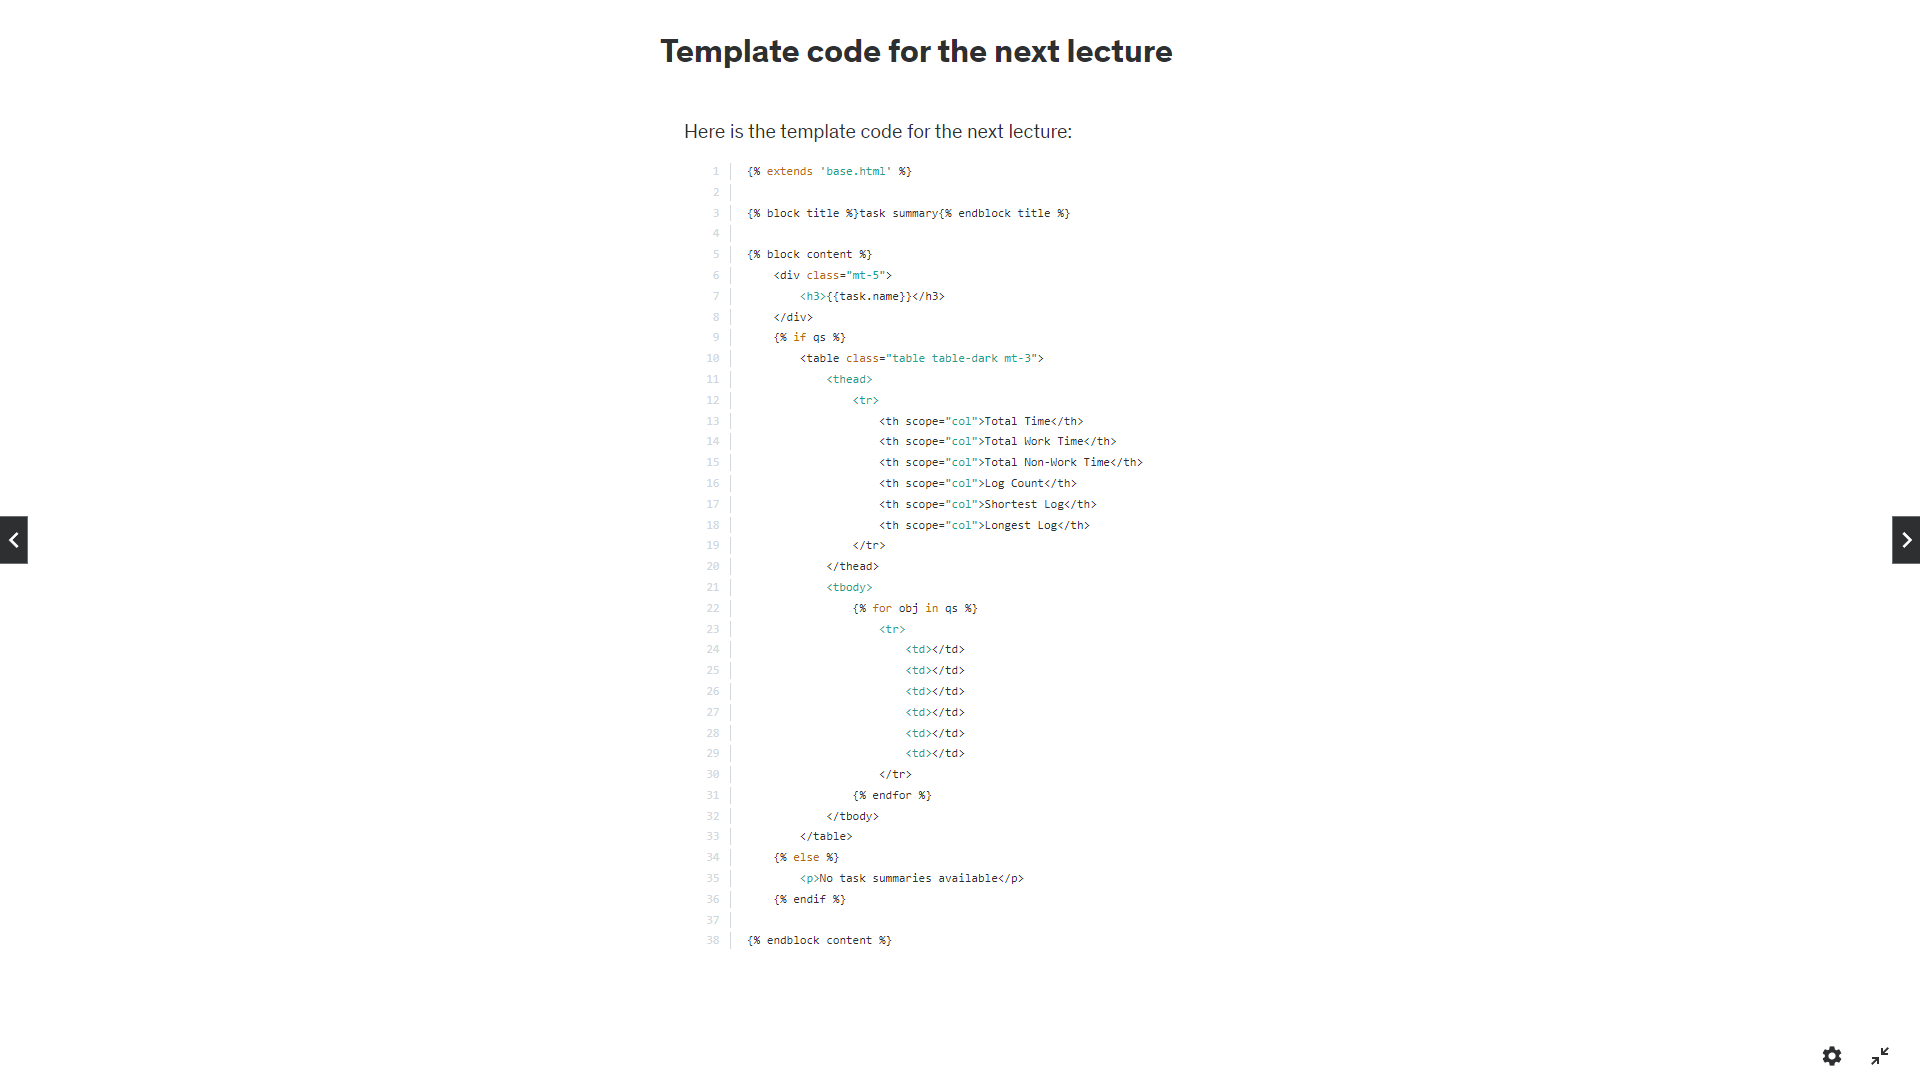 Template code for the next lecture
Here is the template code for the next lecture:
1 {% extends 'base.html' %}
2
3 {% block title %}task summary{% endblock title %}
4
5 {% block content %}
6     <div class="mt-5">
7         <h3>{{task.name}}</h3>
8     </div>
9     {% if qs %}
10         <table class="table table-dark mt-3">
11             <thead>
12                 <tr>
13                     <th scope="col">Total Time</th>
14                     <th scope="col">Total Work Time</th>
15                     <th scope="col">Total Non-Work Time</th>
16                     <th scope="col">Log Count</th>
17                     <th scope="col">Shortest Log</th>
18                     <th scope="col">Longest Log</th>
19                 </tr>
20             </thead>
21             <tbody>
22                 {% for obj in qs %}
23                     <tr>
24                         <td></td>
25                         <td></td>
26                         <td></td>
27                         <td></td>
28                         <td></td>
29                         <td></td>
30                     </tr>
31                 {% endfor %}
32             </tbody>
33         </table>
34     {% else %}
35         <p>No task summaries available</p>
36     {% endif %}
37
38 {% endblock content %}